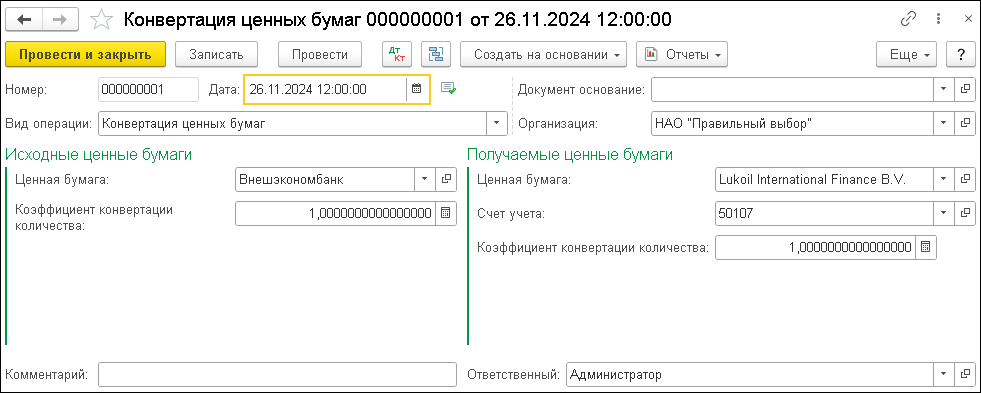 Конвертация ценных бумаг 000000001 от 26.11.2024 12:00:00
Провести и закрыть Записать Провести Дт Кт Создать на основании Отчеты Еще ?
Номер: 000000001 Дата: 26.11.2024 12:00:00 Документ основание:
Вид операции: Конвертация ценных бумаг Организация: НАО "Правильный выбор"
Исходные ценные бумаги Получаемые ценные бумаги
Ценная бумага: Внешэкономбанк Ценная бумага: Lukoil International Finance B.V.
Коэффициент конвертации количества: 1,0000000000000000 Счет учета: 50107
Коэффициент конвертации количества: 1,0000000000000000
Комментарий: Ответственный: Администратор